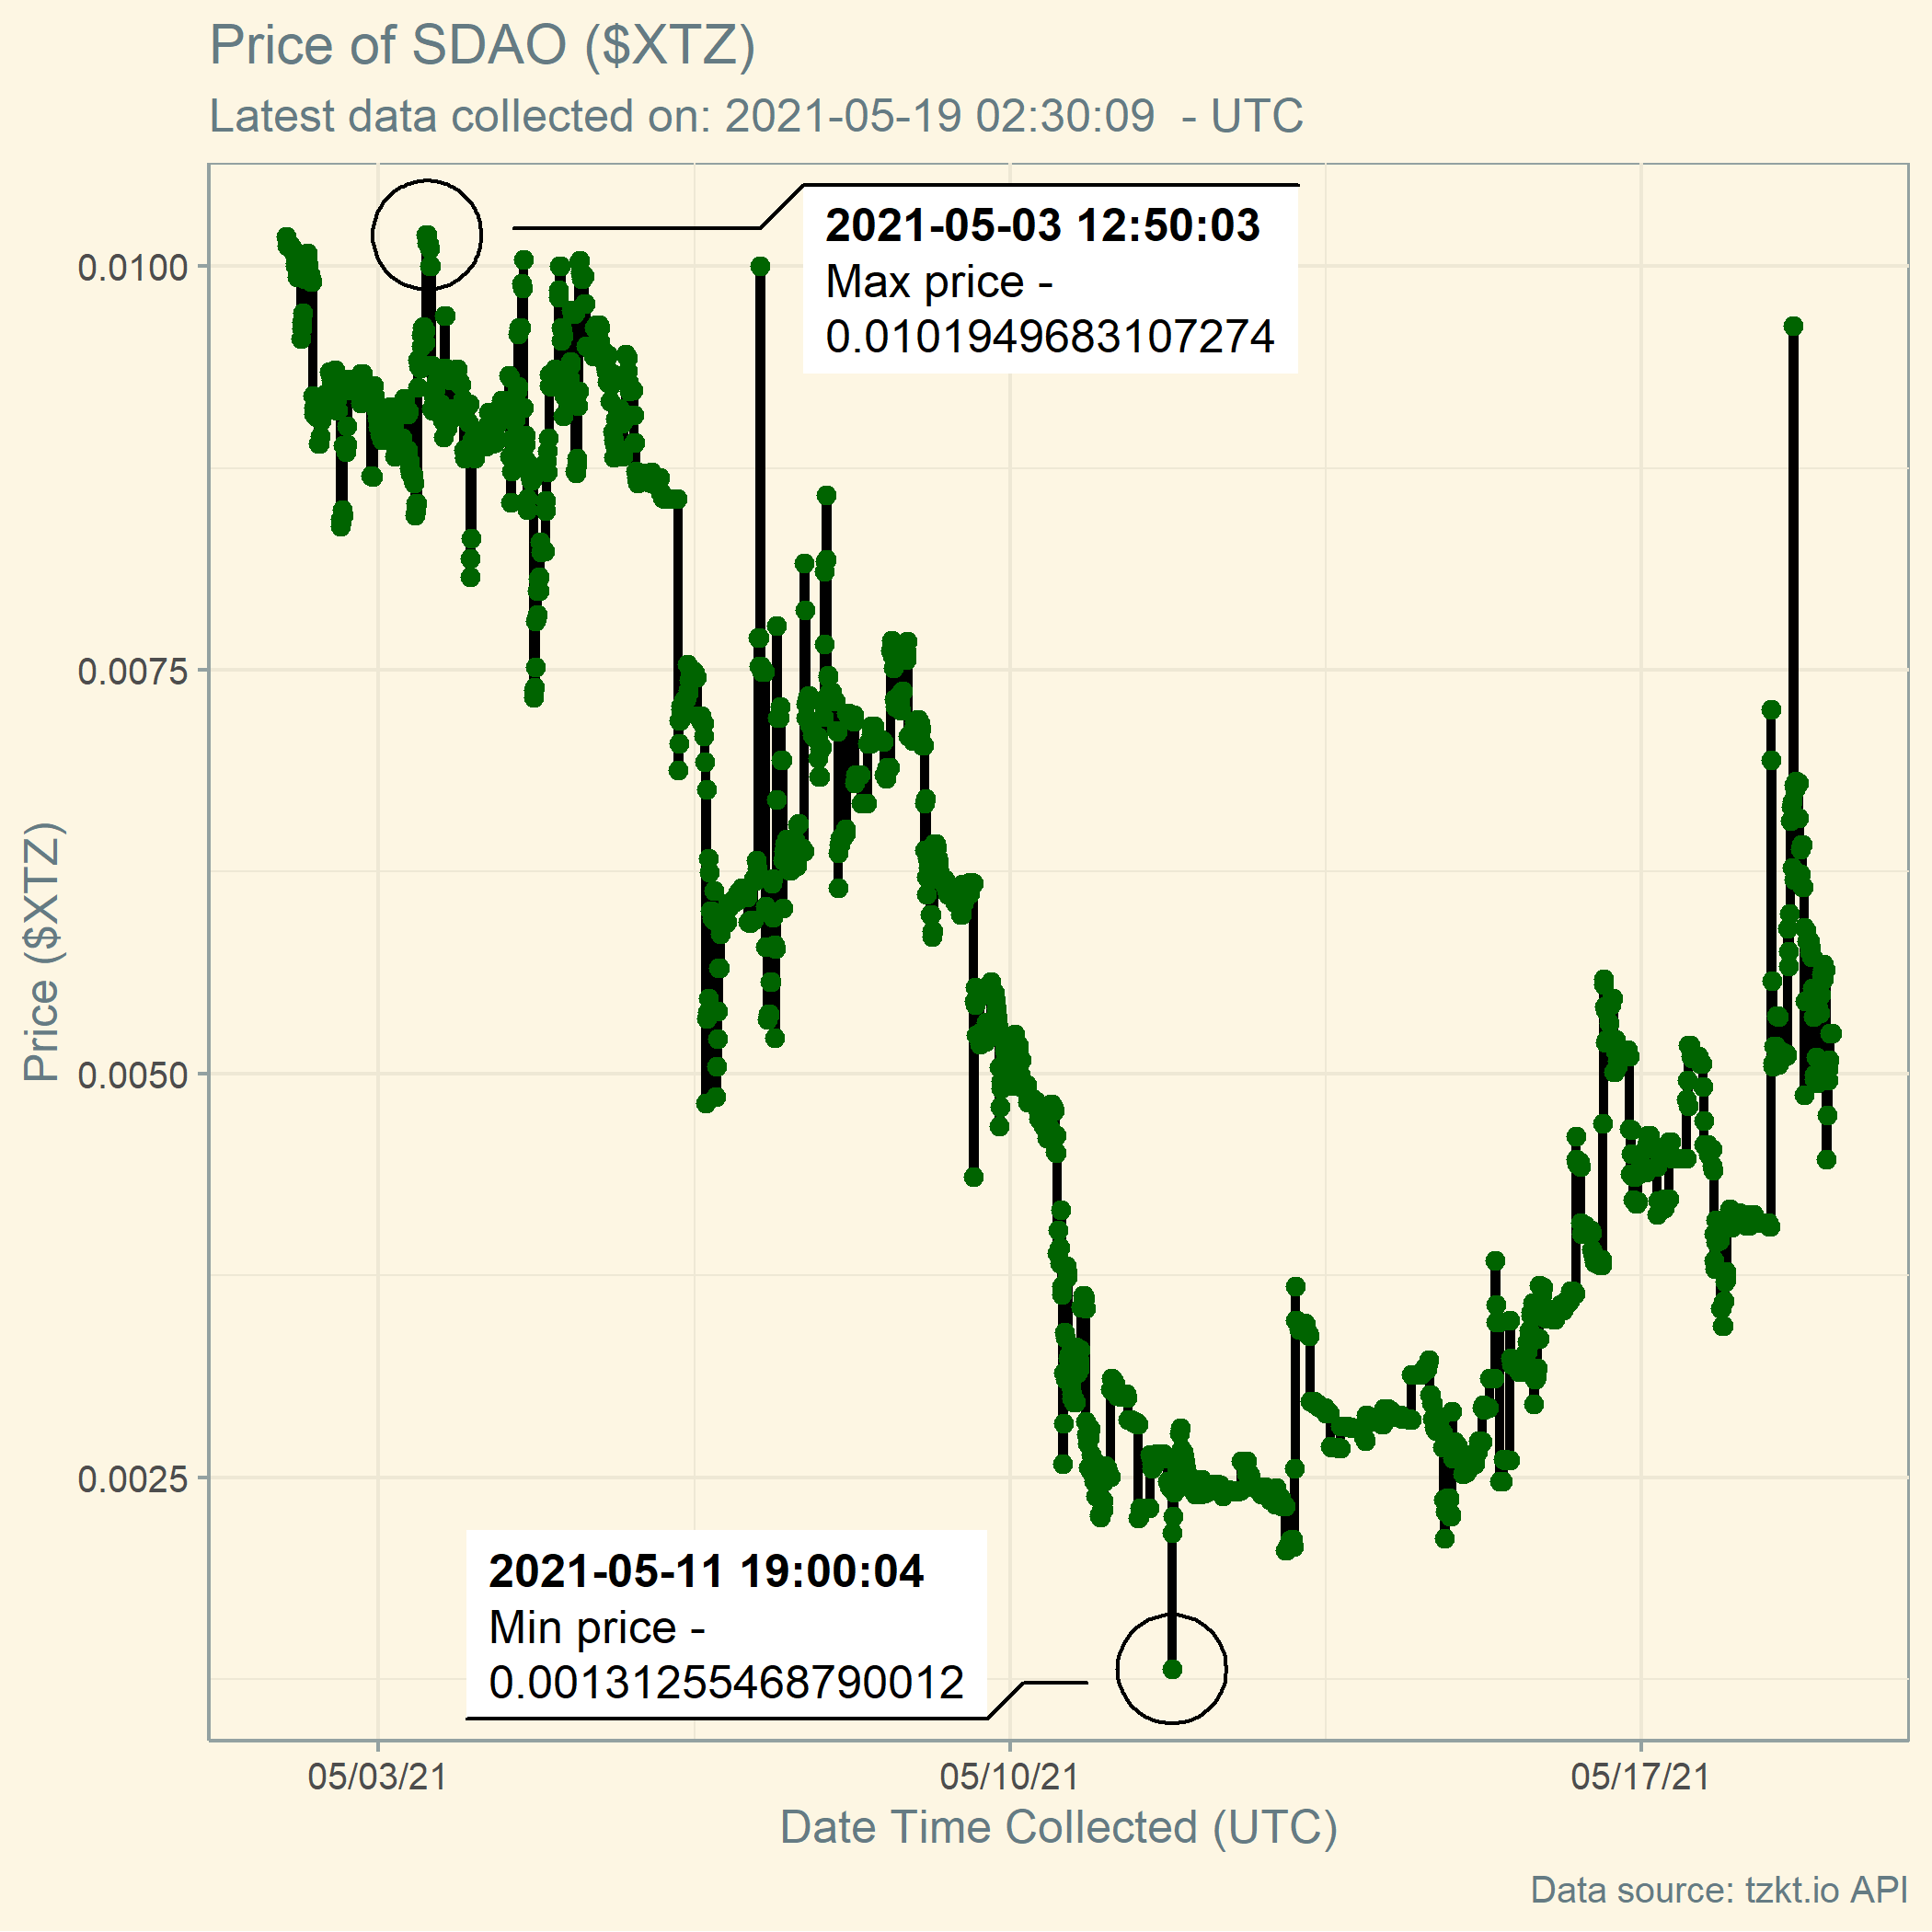 Price of SDAO ($XTZ)
Latest data collected on: 2021-05-19 02:30:09  - UTC
2021-05-03 12:50:03
Max price -
0.0101949683107274
0.0100
0.0075
0.0050
0.0025
Price ($XTZ)
2021-05-11 19:00:04
Min price -
0.00131255468790012
05/03/21
05/10/21
05/17/21
Date Time Collected (UTC)
Data source: tzkt.io API